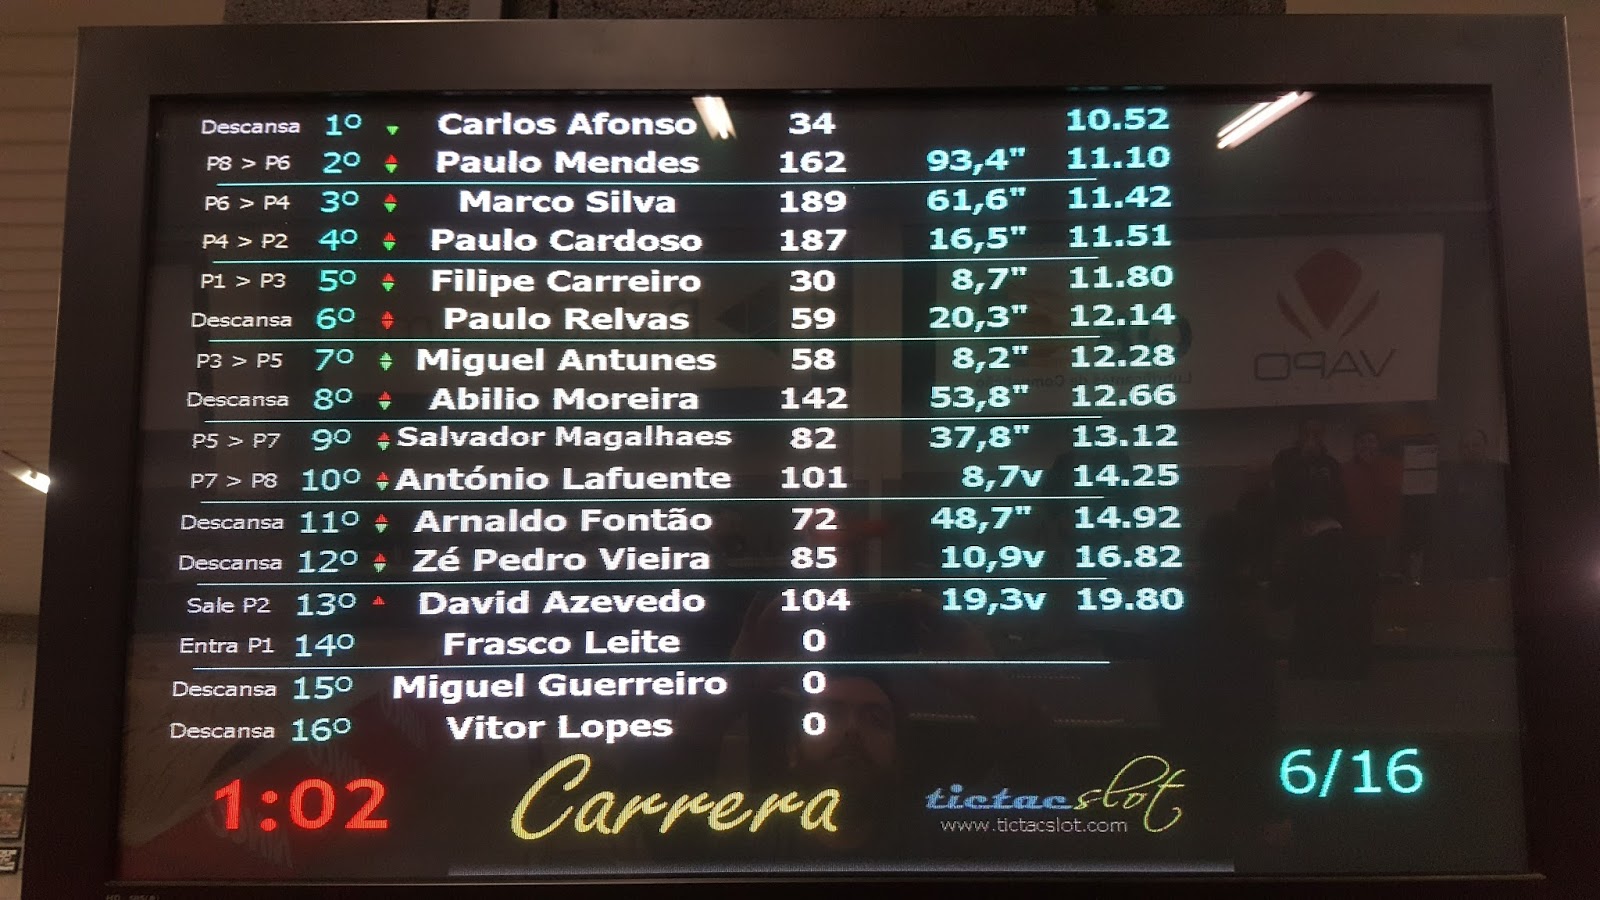 Descansa 1º Carlos Afonso 34 10.52
P8 > P6 2º Paulo Mendes 162 93,4" 11.10
P6 > P4 3º Marco Silva 189 61,6" 11.42
P4 > P2 4º Paulo Cardoso 187 16,5" 11.51
P1 > P3 5º Filipe Carreiro 30 8,7" 11.80
Descansa 6º Paulo Relvas 59 20,3" 12.14
P3 > P5 7º Miguel Antunes 58 8,2" 12.28
Descansa 8º Abilio Moreira 142 53,8" 12.66
P5 > P7 9º Salvador Magalhaes 82 37,8" 13.12
P7 > P8 10º António Lafuente 101 8,7v 14.25
Descansa 11º Arnaldo Fontão 72 48,7" 14.92
Descansa 12º Zé Pedro Vieira 85 10,9v 16.82
Sale P2 13º David Azevedo 104 19,3v 19.80
Entra P1 14º Frasco Leite 0
Descansa 15º Miguel Guerreiro 0
Descansa 16º Vitor Lopes 0
1:02 Carrera tictacslot 6/16
www.tictacslot.com
VAPO